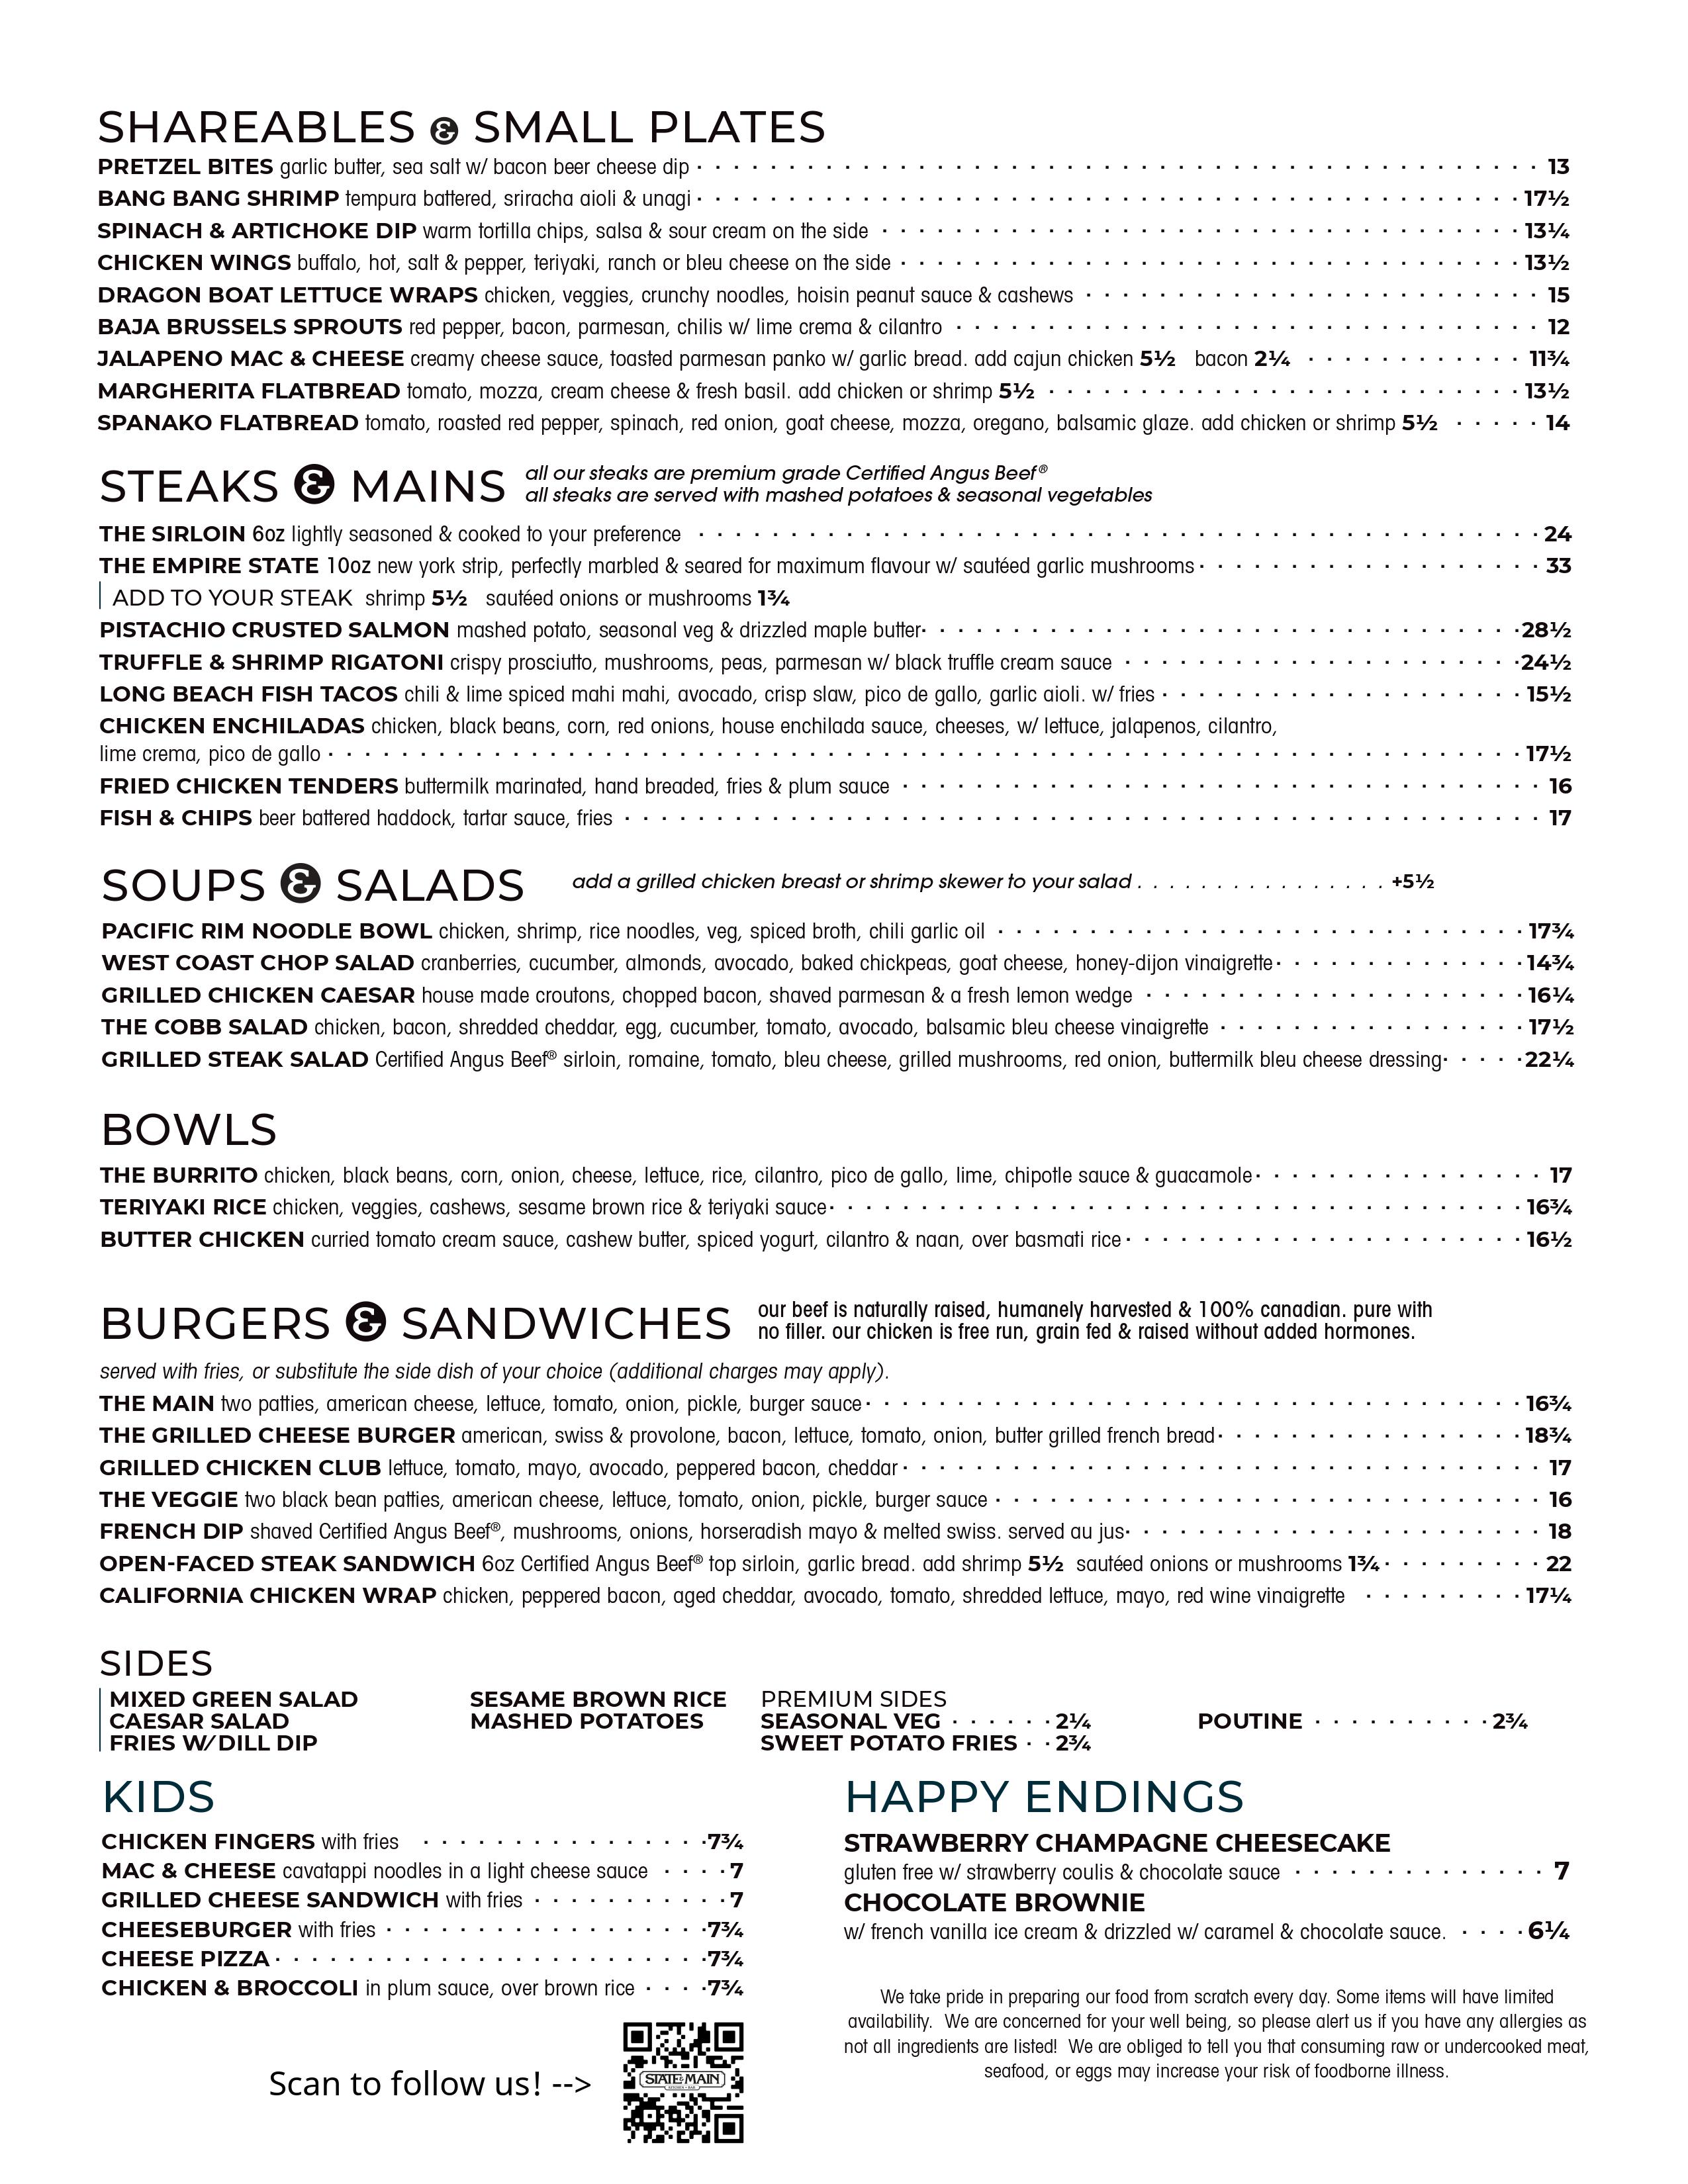 SHAREABLES & SMALL PLATES
PRETZEL BITES garlic butter, sea salt w/ bacon beer cheese dip 13
BANG BANG SHRIMP tempura battered, sriracha aioli & unagi 17½
SPINACH & ARTICHOKE DIP warm tortilla chips, salsa & sour cream on the side 13¼
CHICKEN WINGS buffalo, hot, salt & pepper, teriyaki, ranch or bleu cheese on the side 13½
DRAGON BOAT LETTUCE WRAPS chicken, veggies, crunchy noodles, hoisin peanut sauce & cashews 15
BAJA BRUSSELS SPROUTS red pepper, bacon, parmesan, chilis w/ lime crema & cilantro 12
JALAPENO MAC & CHEESE creamy cheese sauce, toasted parmesan panko w/ garlic bread. add cajun chicken 5½ bacon 2¼ 11¾
MARGHERITA FLATBREAD tomato, mozza, cream cheese & fresh basil. add chicken or shrimp 5½ 13½
SPANAKO FLATBREAD tomato, roasted red pepper, spinach, red onion, goat cheese, mozza, oregano, balsamic glaze. add chicken or shrimp 5½ 14
STEAKS & MAINS
all our steaks are premium grade Certified Angus Beef®
all steaks are served with mashed potatoes & seasonal vegetables
THE SIRLOIN 6oz lightly seasoned & cooked to your preference 24
THE EMPIRE STATE 10oz new york strip, perfectly marbled & seared for maximum flavour w/ sautéed garlic mushrooms 33
ADD TO YOUR STEAK shrimp 5½ sautéed onions or mushrooms 1¾
PISTACHIO CRUSTED SALMON mashed potato, seasonal veg & drizzled maple butter 28½
TRUFFLE & SHRIMP RIGATONI crispy prosciutto, mushrooms, peas, parmesan w/ black truffle cream sauce 24½
LONG BEACH FISH TACOS chili & lime spiced mahi mahi, avocado, crisp slaw, pico de gallo, garlic aioli. w/ fries 15½
CHICKEN ENCHILADAS chicken, black beans, corn, red onions, house enchilada sauce, cheeses, w/ lettuce, jalapenos, cilantro,
lime crema, pico de gallo 17½
FRIED CHICKEN TENDERS buttermilk marinated, hand breaded, fries & plum sauce 16
FISH & CHIPS beer battered haddock, tartar sauce, fries 17
SOUPS & SALADS
add a grilled chicken breast or shrimp skewer to your salad +5½
PACIFIC RIM NOODLE BOWL chicken, shrimp, rice noodles, veg, spiced broth, chili garlic oil 17¾
WEST COAST CHOP SALAD cranberries, cucumber, almonds, avocado, baked chickpeas, goat cheese, honey-dijon vinaigrette 14¾
GRILLED CHICKEN CAESAR house made croutons, chopped bacon, shaved parmesan & a fresh lemon wedge 16¼
THE COBB SALAD chicken, bacon, shredded cheddar, egg, cucumber, tomato, avocado, balsamic bleu cheese vinaigrette 17½
GRILLED STEAK SALAD Certified Angus Beef® sirloin, romaine, tomato, bleu cheese, grilled mushrooms, red onion, buttermilk bleu cheese dressing 22¼
BOWLS
THE BURRITO chicken, black beans, corn, onion, cheese, lettuce, rice, cilantro, pico de gallo, lime, chipotle sauce & guacamole 17
TERIYAKI RICE chicken, veggies, cashews, sesame brown rice & teriyaki sauce 16¾
BUTTER CHICKEN curried tomato cream sauce, cashew butter, spiced yogurt, cilantro & naan, over basmati rice 16½
BURGERS & SANDWICHES
our beef is naturally raised, humanely harvested & 100% canadian. pure with
no filler. our chicken is free run, grain fed & raised without added hormones.
served with fries, or substitute the side dish of your choice (additional charges may apply).
THE MAIN two patties, american cheese, lettuce, tomato, onion, pickle, burger sauce 16¾
THE GRILLED CHEESE BURGER american, swiss & provolone, bacon, lettuce, tomato, onion, butter grilled french bread 18¾
GRILLED CHICKEN CLUB lettuce, tomato, mayo, avocado, peppered bacon, cheddar 17
THE VEGGIE two black bean patties, american cheese, lettuce, tomato, onion, pickle, burger sauce 16
FRENCH DIP shaved Certified Angus Beef®, mushrooms, onions, horseradish mayo & melted swiss. served au jus 18
OPEN-FACED STEAK SANDWICH 6oz Certified Angus Beef® top sirloin, garlic bread. add shrimp 5½ sautéed onions or mushrooms 1¾ 22
CALIFORNIA CHICKEN WRAP chicken, peppered bacon, aged cheddar, avocado, tomato, shredded lettuce, mayo, red wine vinaigrette 17¼
SIDES
MIXED GREEN SALAD
CAESAR SALAD
FRIES W/DILL DIP
SESAME BROWN RICE
MASHED POTATOES
PREMIUM SIDES
SEASONAL VEG 2¼
SWEET POTATO FRIES 2¾
POUTINE 2¾
KIDS
CHICKEN FINGERS with fries 7¾
MAC & CHEESE cavatappi noodles in a light cheese sauce 7
GRILLED CHEESE SANDWICH with fries 7
CHEESEBURGER with fries 7¾
CHEESE PIZZA 7¾
CHICKEN & BROCCOLI in plum sauce, over brown rice 7¾
Scan to follow us! -->
STATE & MAIN
KITCHEN • BAR
HAPPY ENDINGS
STRAWBERRY CHAMPAGNE CHEESECAKE
gluten free w/ strawberry coulis & chocolate sauce 7
CHOCOLATE BROWNIE
w/ french vanilla ice cream & drizzled w/ caramel & chocolate sauce. 6¼
We take pride in preparing our food from scratch every day. Some items will have limited
availability. We are concerned for your well being, so please alert us if you have any allergies as
not all ingredients are listed! We are obliged to tell you that consuming raw or undercooked meat,
seafood, or eggs may increase your risk of foodborne illness.